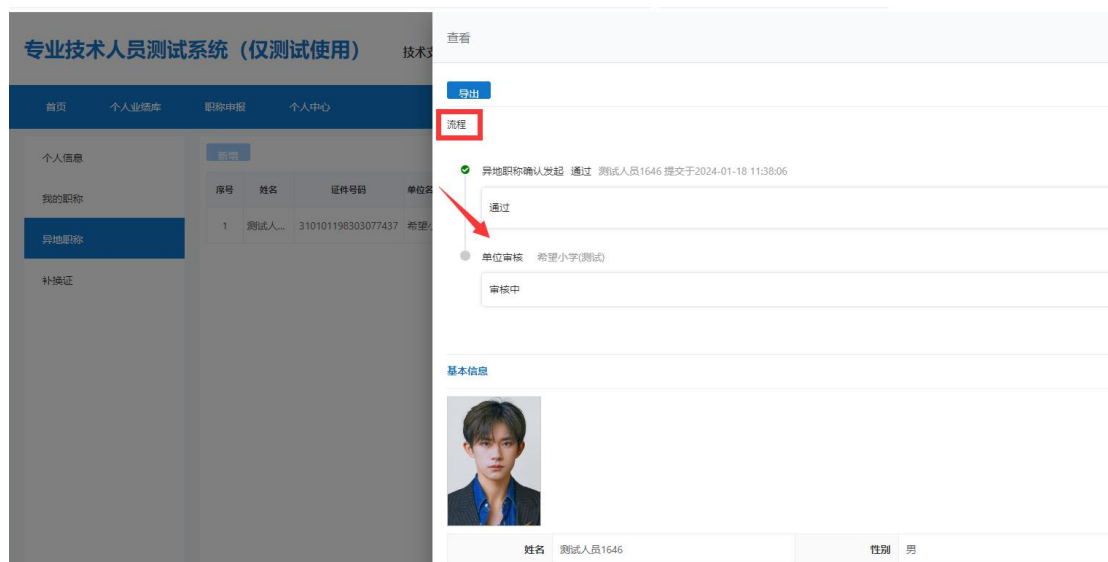 专业技术人员测试系统（仅测试使用）
技术支
查看
首页 个人业绩库 职称申报 个人中心
导出
流程
个人信息
我的职称
异地职称
补换证
新增
序号 姓名 证件号码 单位名
1 测试人... 310101198303077437 希望小
异地职称确认发起 通过 测试人员1646 提交于2024-01-18 11:38:06
通过
单位审核 希望小学(测试)
审核中
基本信息
姓名 测试人员1646 性别 男